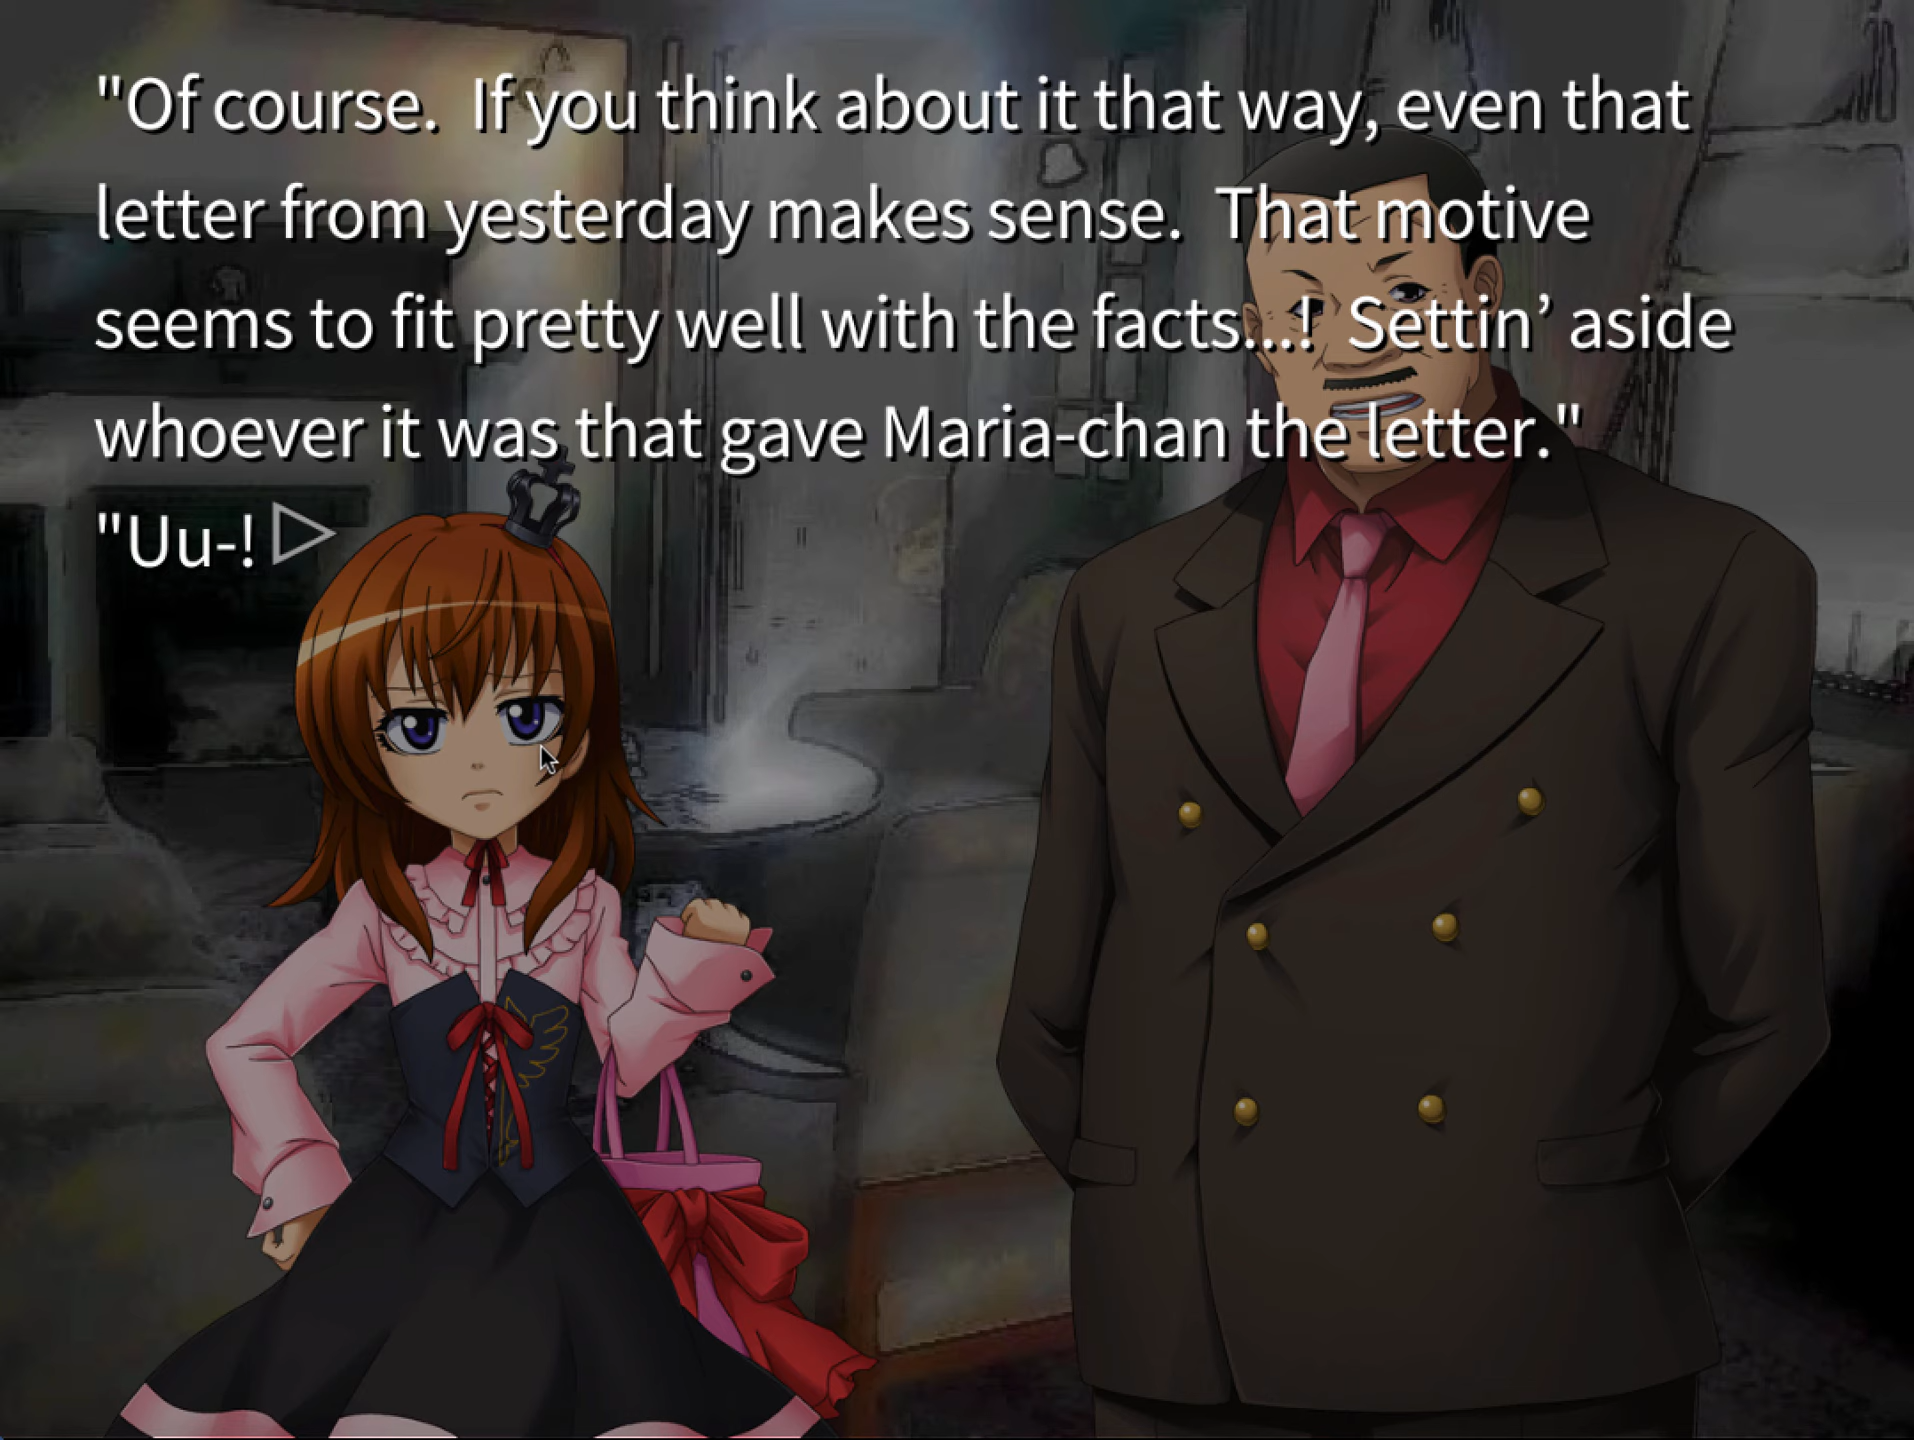 "Of course.  If you think about it that way, even that
letter from yesterday makes sense.  That motive
seems to fit pretty well with the facts...!  Settin’ aside
whoever it was that gave Maria-chan the letter."
"Uu-!